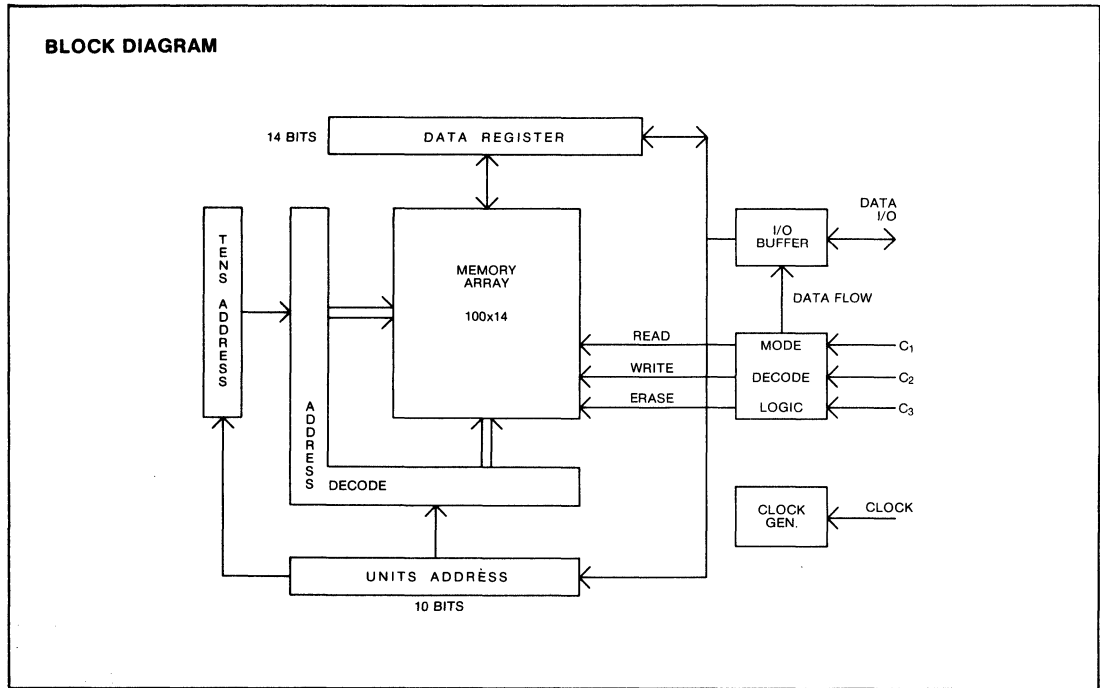 BLOCK DIAGRAM
14 BITS
DATA REGISTER
TENS ADDRESS
ADDRESS
DECODE
MEMORY
ARRAY
100x14
I/O
BUFFER
DATA
I/O
DATA FLOW
READ
WRITE
ERASE
MODE
DECODE
LOGIC
C₁
C₂
C₃
CLOCK
GEN.
CLOCK
UNITS ADDRÈSS
10 BITS